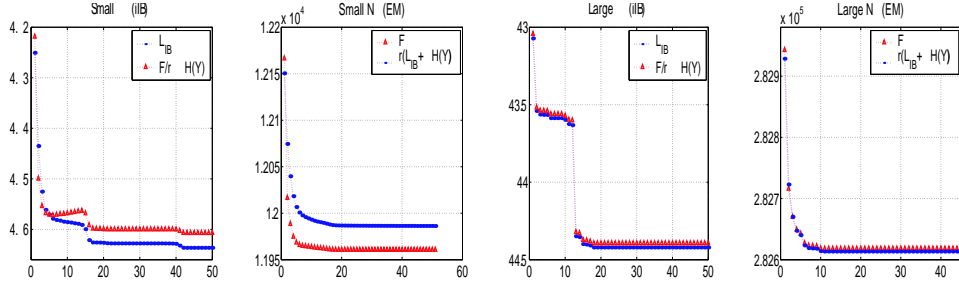 Small (iIB)
4. 2
4. 3
4. 4
4. 5
4. 6
0 10 20 30 40 50
L_IB
F/r H(Y)
Small N (EM)
x 10^4
1.22
1.215
1.21
1.205
1.2
1.195
0 20 40 60
F
r(L_IB+ H(Y)
Large (iIB)
43
435
44
445
0 10 20 30 40 50
L_IB
F/r H(Y)
Large N (EM)
x 10^5
2.829
2.828
2.827
2.826
0 10 20 30 40
F
r(L_IB+ H(Y)